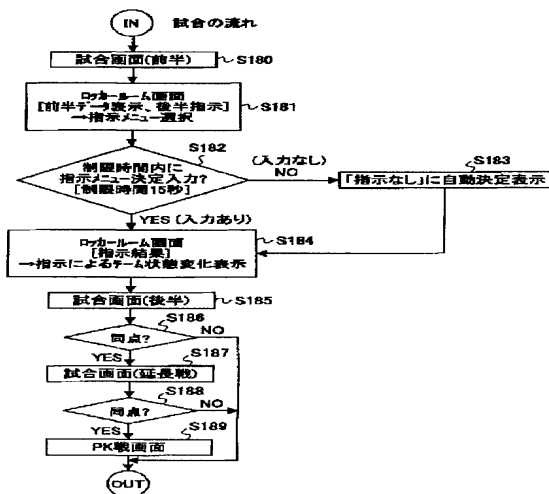 IN
試合の流れ
試合画面(前半)
S180
ロッカールーム画面
[前半データ表示、後半指示]
→指示メニュー選択
S181
S182
制限時間内に
指示メニュー決定入力?
[制限時間15秒]
(入力なし)
NO
S183
「指示なし」に自動決定表示
YES(入力あり)
ロッカールーム画面
[指示結果]
→指示によるチーム状態変化表示
S184
試合画面(後半)
S185
S186
同点?
NO
YES
S187
試合画面(延長戦)
S188
同点?
NO
YES
S189
PK戦画面
OUT